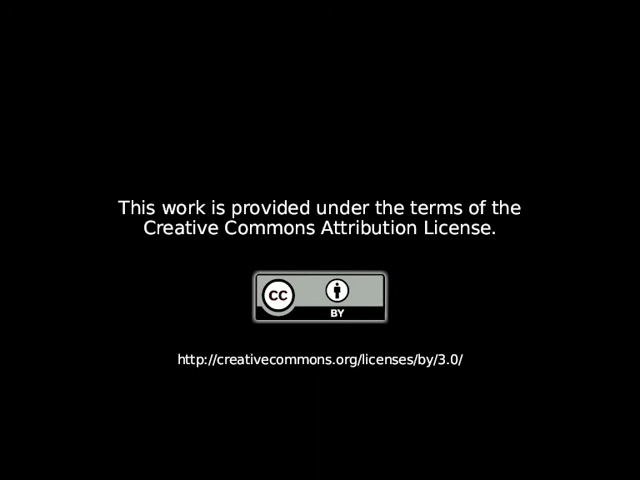 This work is provided under the terms of the
Creative Commons Attribution License.
CC
BY
http://creativecommons.org/licenses/by/3.0/